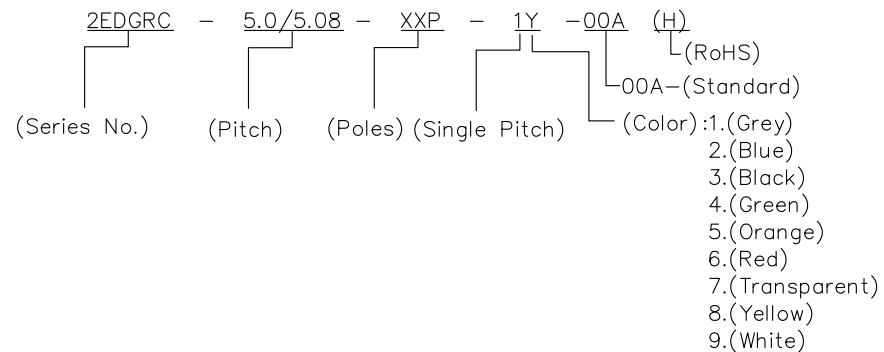 2EDGRC - 5.0/5.08 - XXP - 1Y -00A (H)
(RoHS)
00A-(Standard)
(Series No.) (Pitch) (Poles) (Single Pitch) (Color):1.(Grey)
2.(Blue)
3.(Black)
4.(Green)
5.(Orange)
6.(Red)
7.(Transparent)
8.(Yellow)
9.(White)